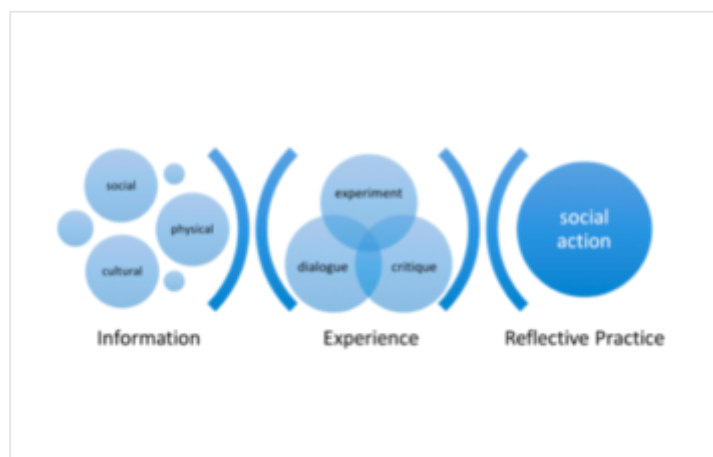 social
physical
cultural
Information
experiment
dialogue
critique
Experience
social
action
Reflective Practice